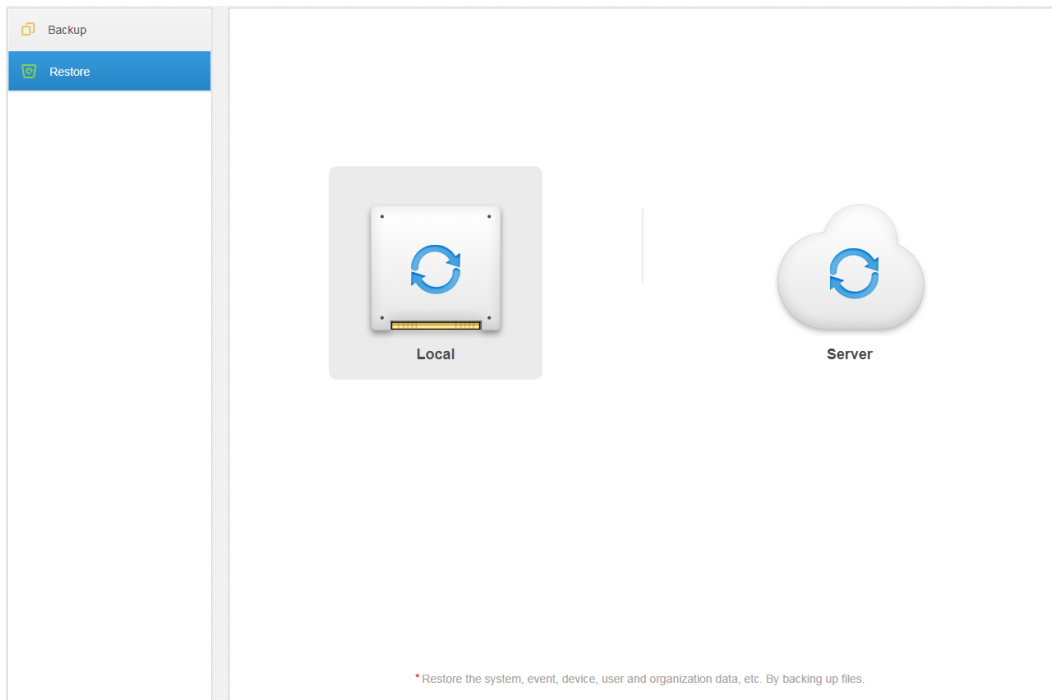 Backup
Restore
Local
Server
* Restore the system, event, device, user and organization data, etc. By backing up files.